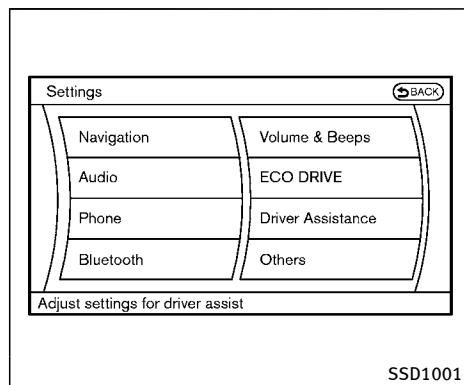 Settings
BACK
Navigation
Volume & Beeps
Audio
ECO DRIVE
Phone
Driver Assistance
Bluetooth
Others
Adjust settings for driver assist
SSD1001